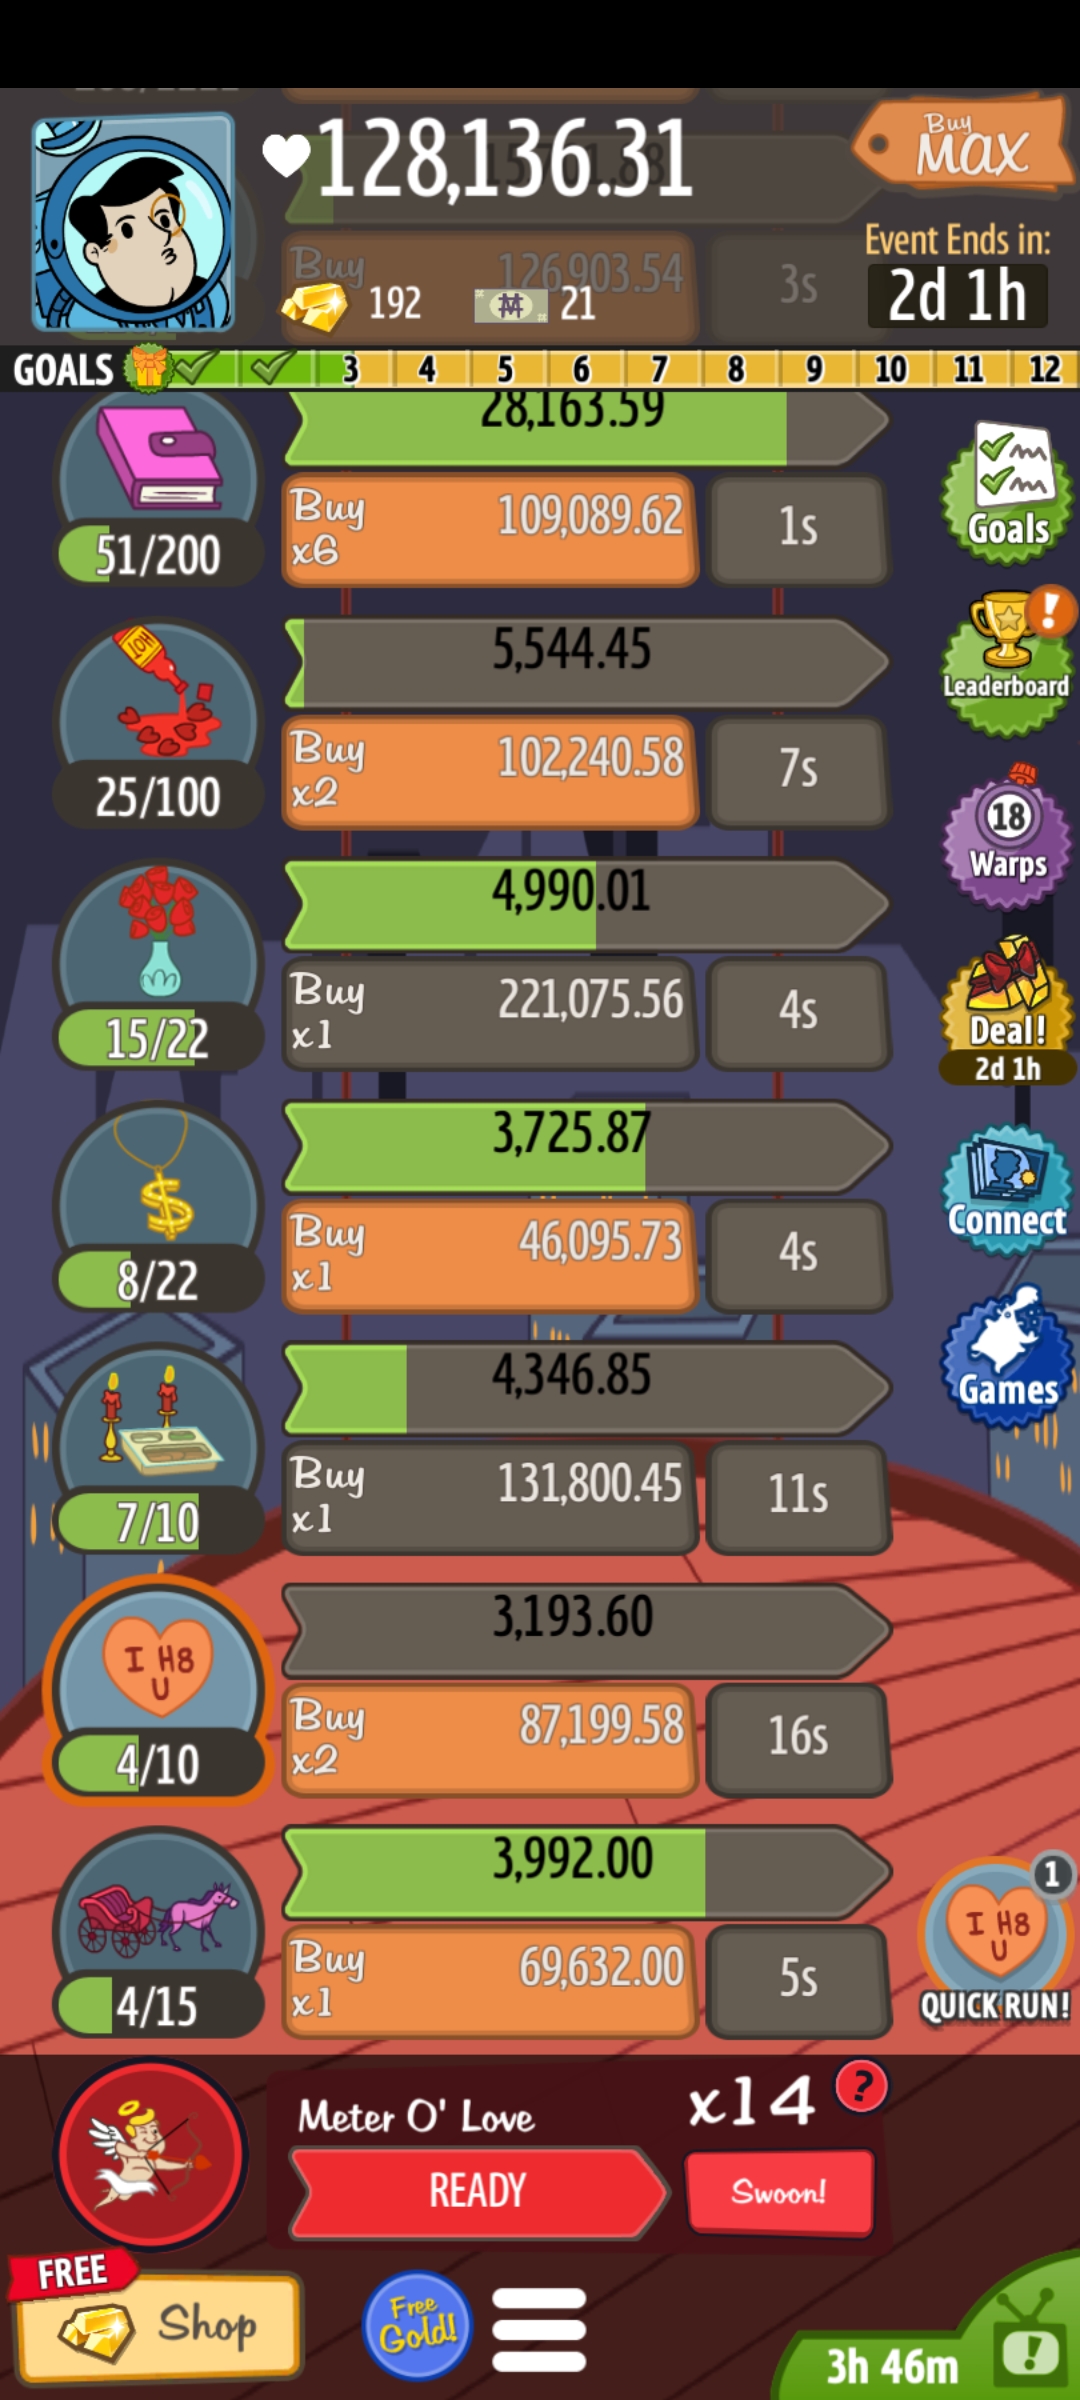 128,136.31
Buy
MAX
Event Ends in:
2d 1h
Buy 126,903.54 3s
192 21
GOALS 3 4 5 6 7 8 9 10 11 12
28,163.59
Buy x6 109,089.62 1s
51/200
Goals
5,544.45
HOT
Buy x2 102,240.58 7s
25/100
Leaderboard
4,990.01
18
Warps
Buy x1 221,075.56 4s
15/22
Deal!
2d 1h
3,725.87
Buy x1 46,095.73 4s
8/22
Connect
4,346.85
Games
Buy x1 131,800.45 11s
7/10
3,193.60
I H8
U
Buy x2 87,199.58 16s
4/10
3,992.00
1
I H8
U
QUICK RUN!
Buy x1 69,632.00 5s
4/15
Meter O' Love x14 ?
READY Swoon!
FREE
Shop
Free
Gold!
3h 46m